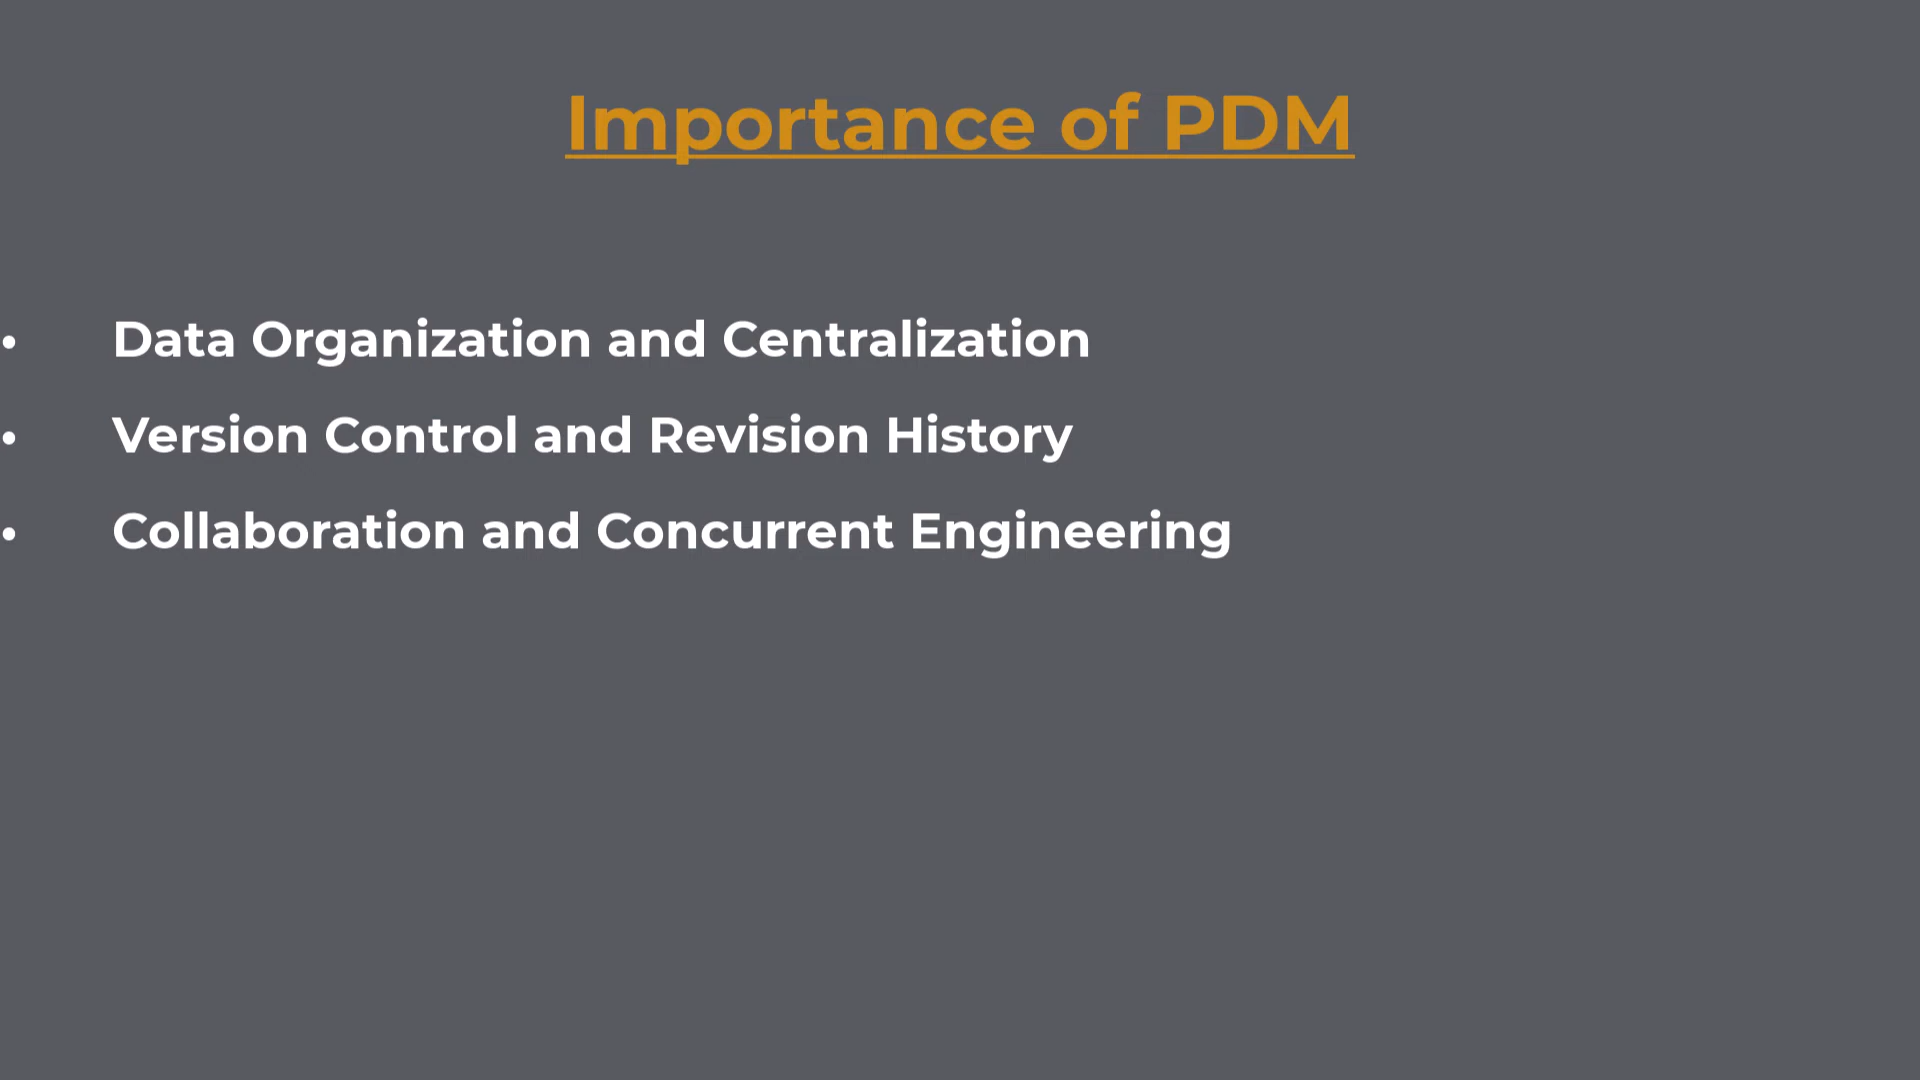 Importance of PDM
• Data Organization and Centralization
• Version Control and Revision History
• Collaboration and Concurrent Engineering